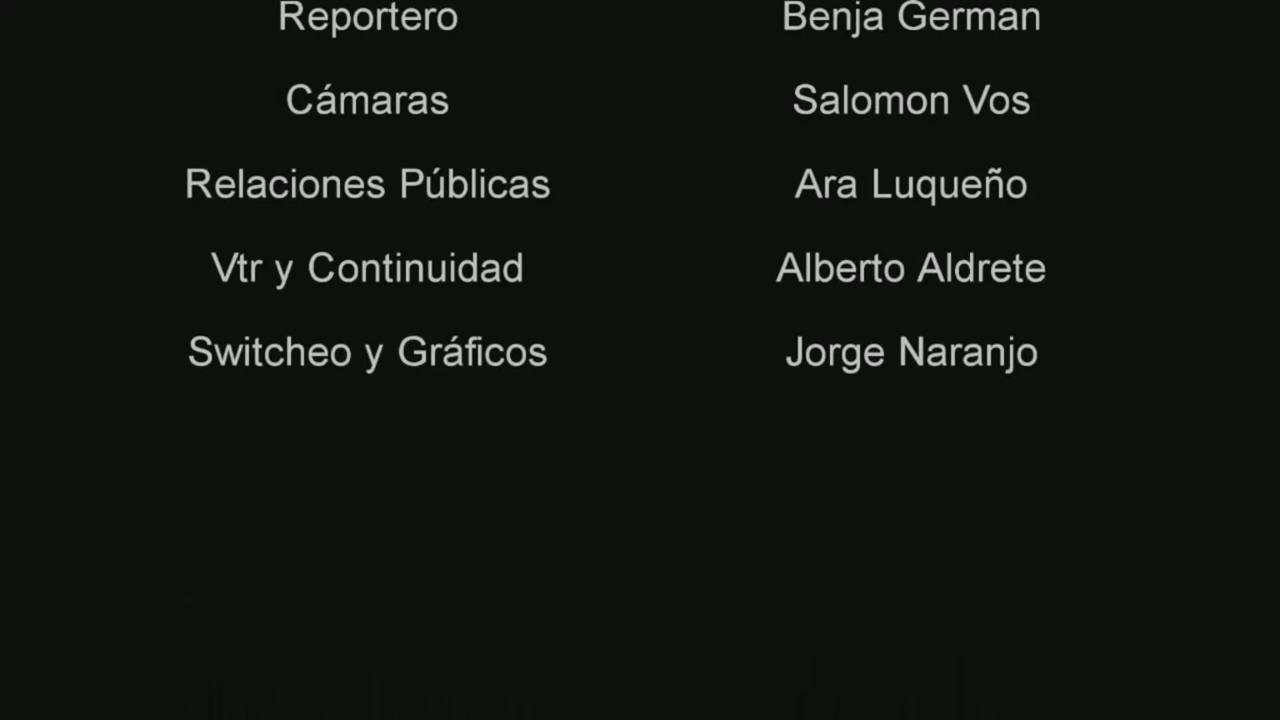 Reportero Benja German
Cámaras Salomon Vos
Relaciones Públicas Ara Luqueño
Vtr y Continuidad Alberto Aldrete
Switcheo y Gráficos Jorge Naranjo